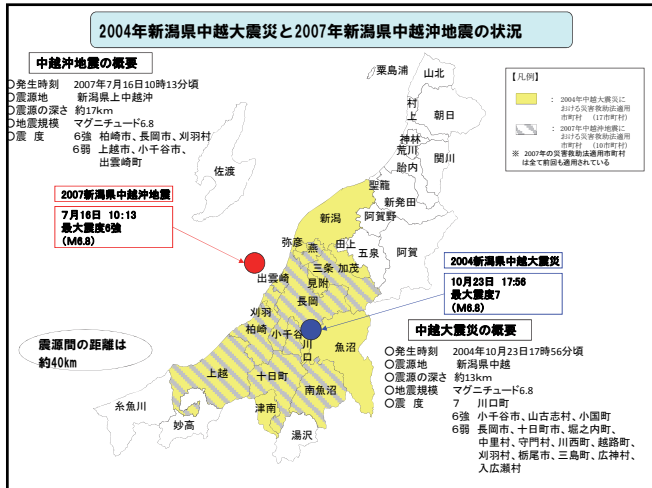 2004年新潟県中越大震災と2007年新潟県中越沖地震の状況
中越沖地震の概要
○発生時刻 2007年7月16日10時13分頃
○震源地 新潟県上中越沖
○震源の深さ 約17km
○地震規模 マグニチュード6.8
○震 度 6強 柏崎市、長岡市、刈羽村
6弱 上越市、小千谷市、
出雲崎町
【凡例】
： 2004年中越大震災に
おける災害救助法適用
市町村 (17市町村)
： 2007年中越沖地震に
おける災害救助法適用
市町村 (10市町村)
※ 2007年の災害救助法適用市町村
は全て前回も適用されている
粟島浦
山北
村上
朝日
神林
荒川
関川
胎内
佐渡
聖籠
新発田
新潟
阿賀野
弥彦
燕
田上
五泉
阿賀
三条
加茂
出雲崎
見附
長岡
刈羽
柏崎
小千谷
川口
魚沼
上越
十日町
南魚沼
津南
糸魚川
妙高
湯沢
2007新潟県中越沖地震
7月16日 10:13
最大震度6強
(M6.8)
2004新潟県中越大震災
10月23日 17:56
最大震度7
(M6.8)
震源間の距離は
約40km
中越大震災の概要
○発生時刻 2004年10月23日17時56分頃
○震源地 新潟県中越
○震源の深さ 約13km
○地震規模 マグニチュード6.8
○震 度 7 川口町
6強 小千谷市、山古志村、小国町
6弱 長岡市、十日町市、堀之内町、
中里村、守門村、川西町、越路町、
刈羽村、栃尾市、三島町、広神村、
入広瀬村